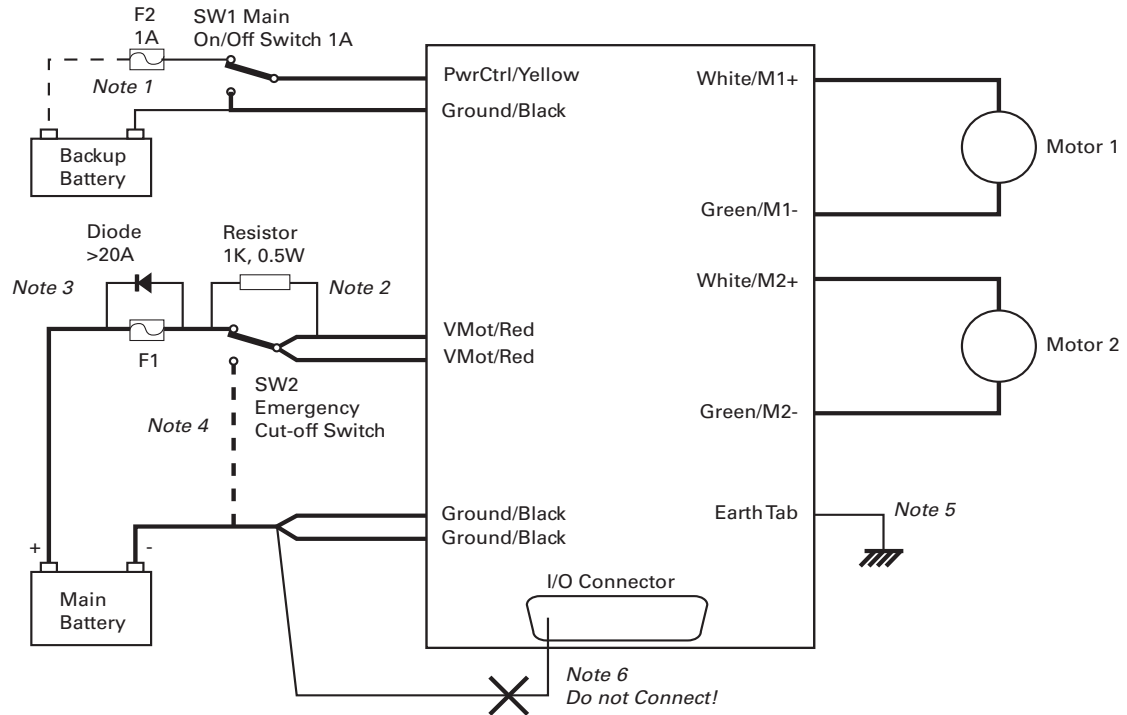 F2
1A
SW1 Main
On/Off Switch 1A
Note 1
Backup
Battery
PwrCtrl/Yellow
Ground/Black
White/M1+
Motor 1
Green/M1-
Diode
>20A
Resistor
1K, 0.5W
Note 3
Note 2
F1
VMot/Red
VMot/Red
SW2
Emergency
Cut-off Switch
Note 4
White/M2+
Motor 2
Green/M2-
Ground/Black
Ground/Black
Earth Tab
Note 5
+
-
Main
Battery
I/O Connector
Note 6
Do not Connect!